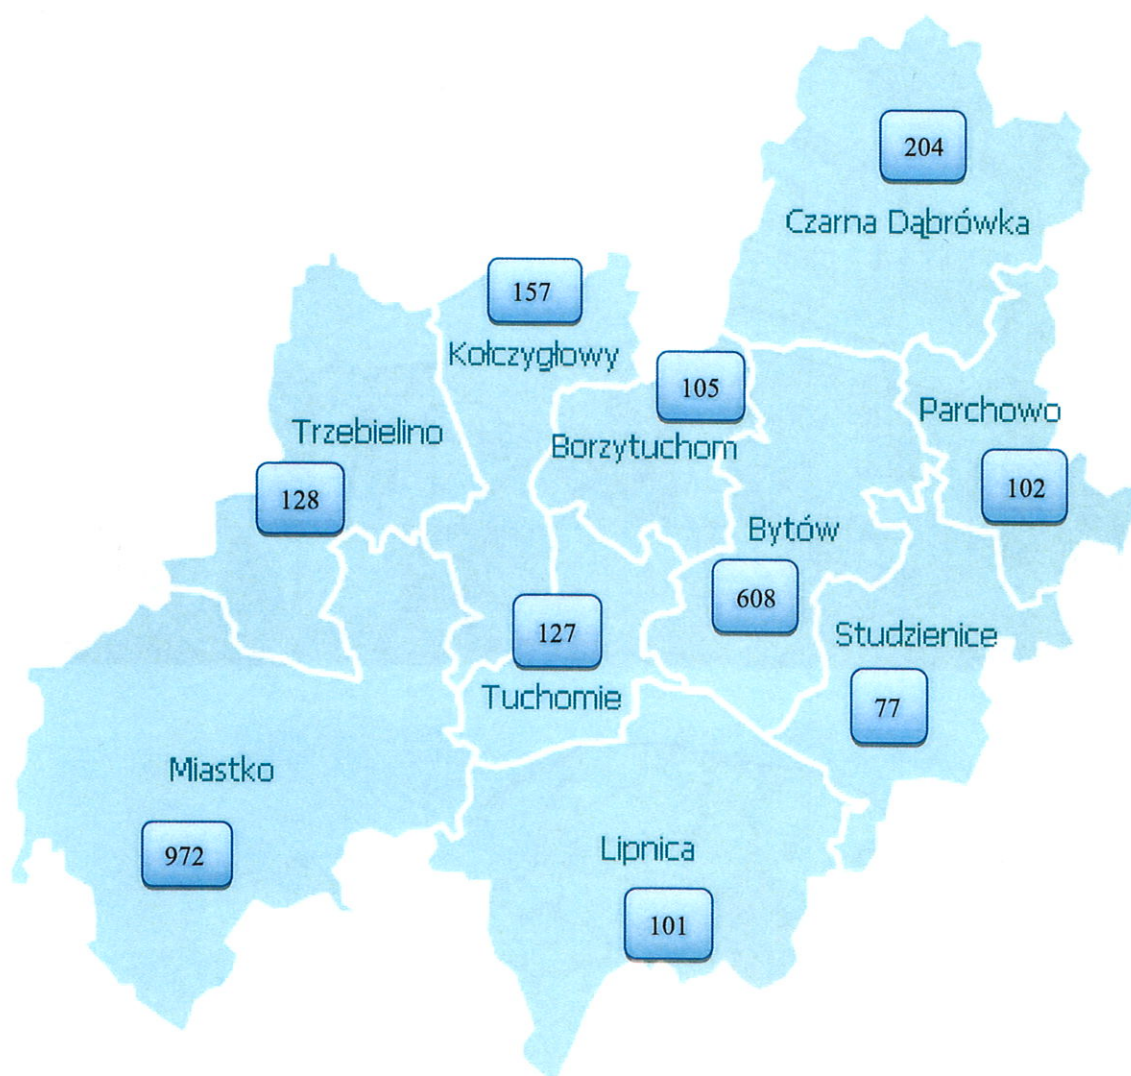 204
Czarna Dąbrówka
157
Kołczygłowy
105
Borzytuchom
Parchowo
102
Trzebielino
128
Bytów
608
127
Tuchomie
Studzienice
77
Miastko
972
Lipnica
101